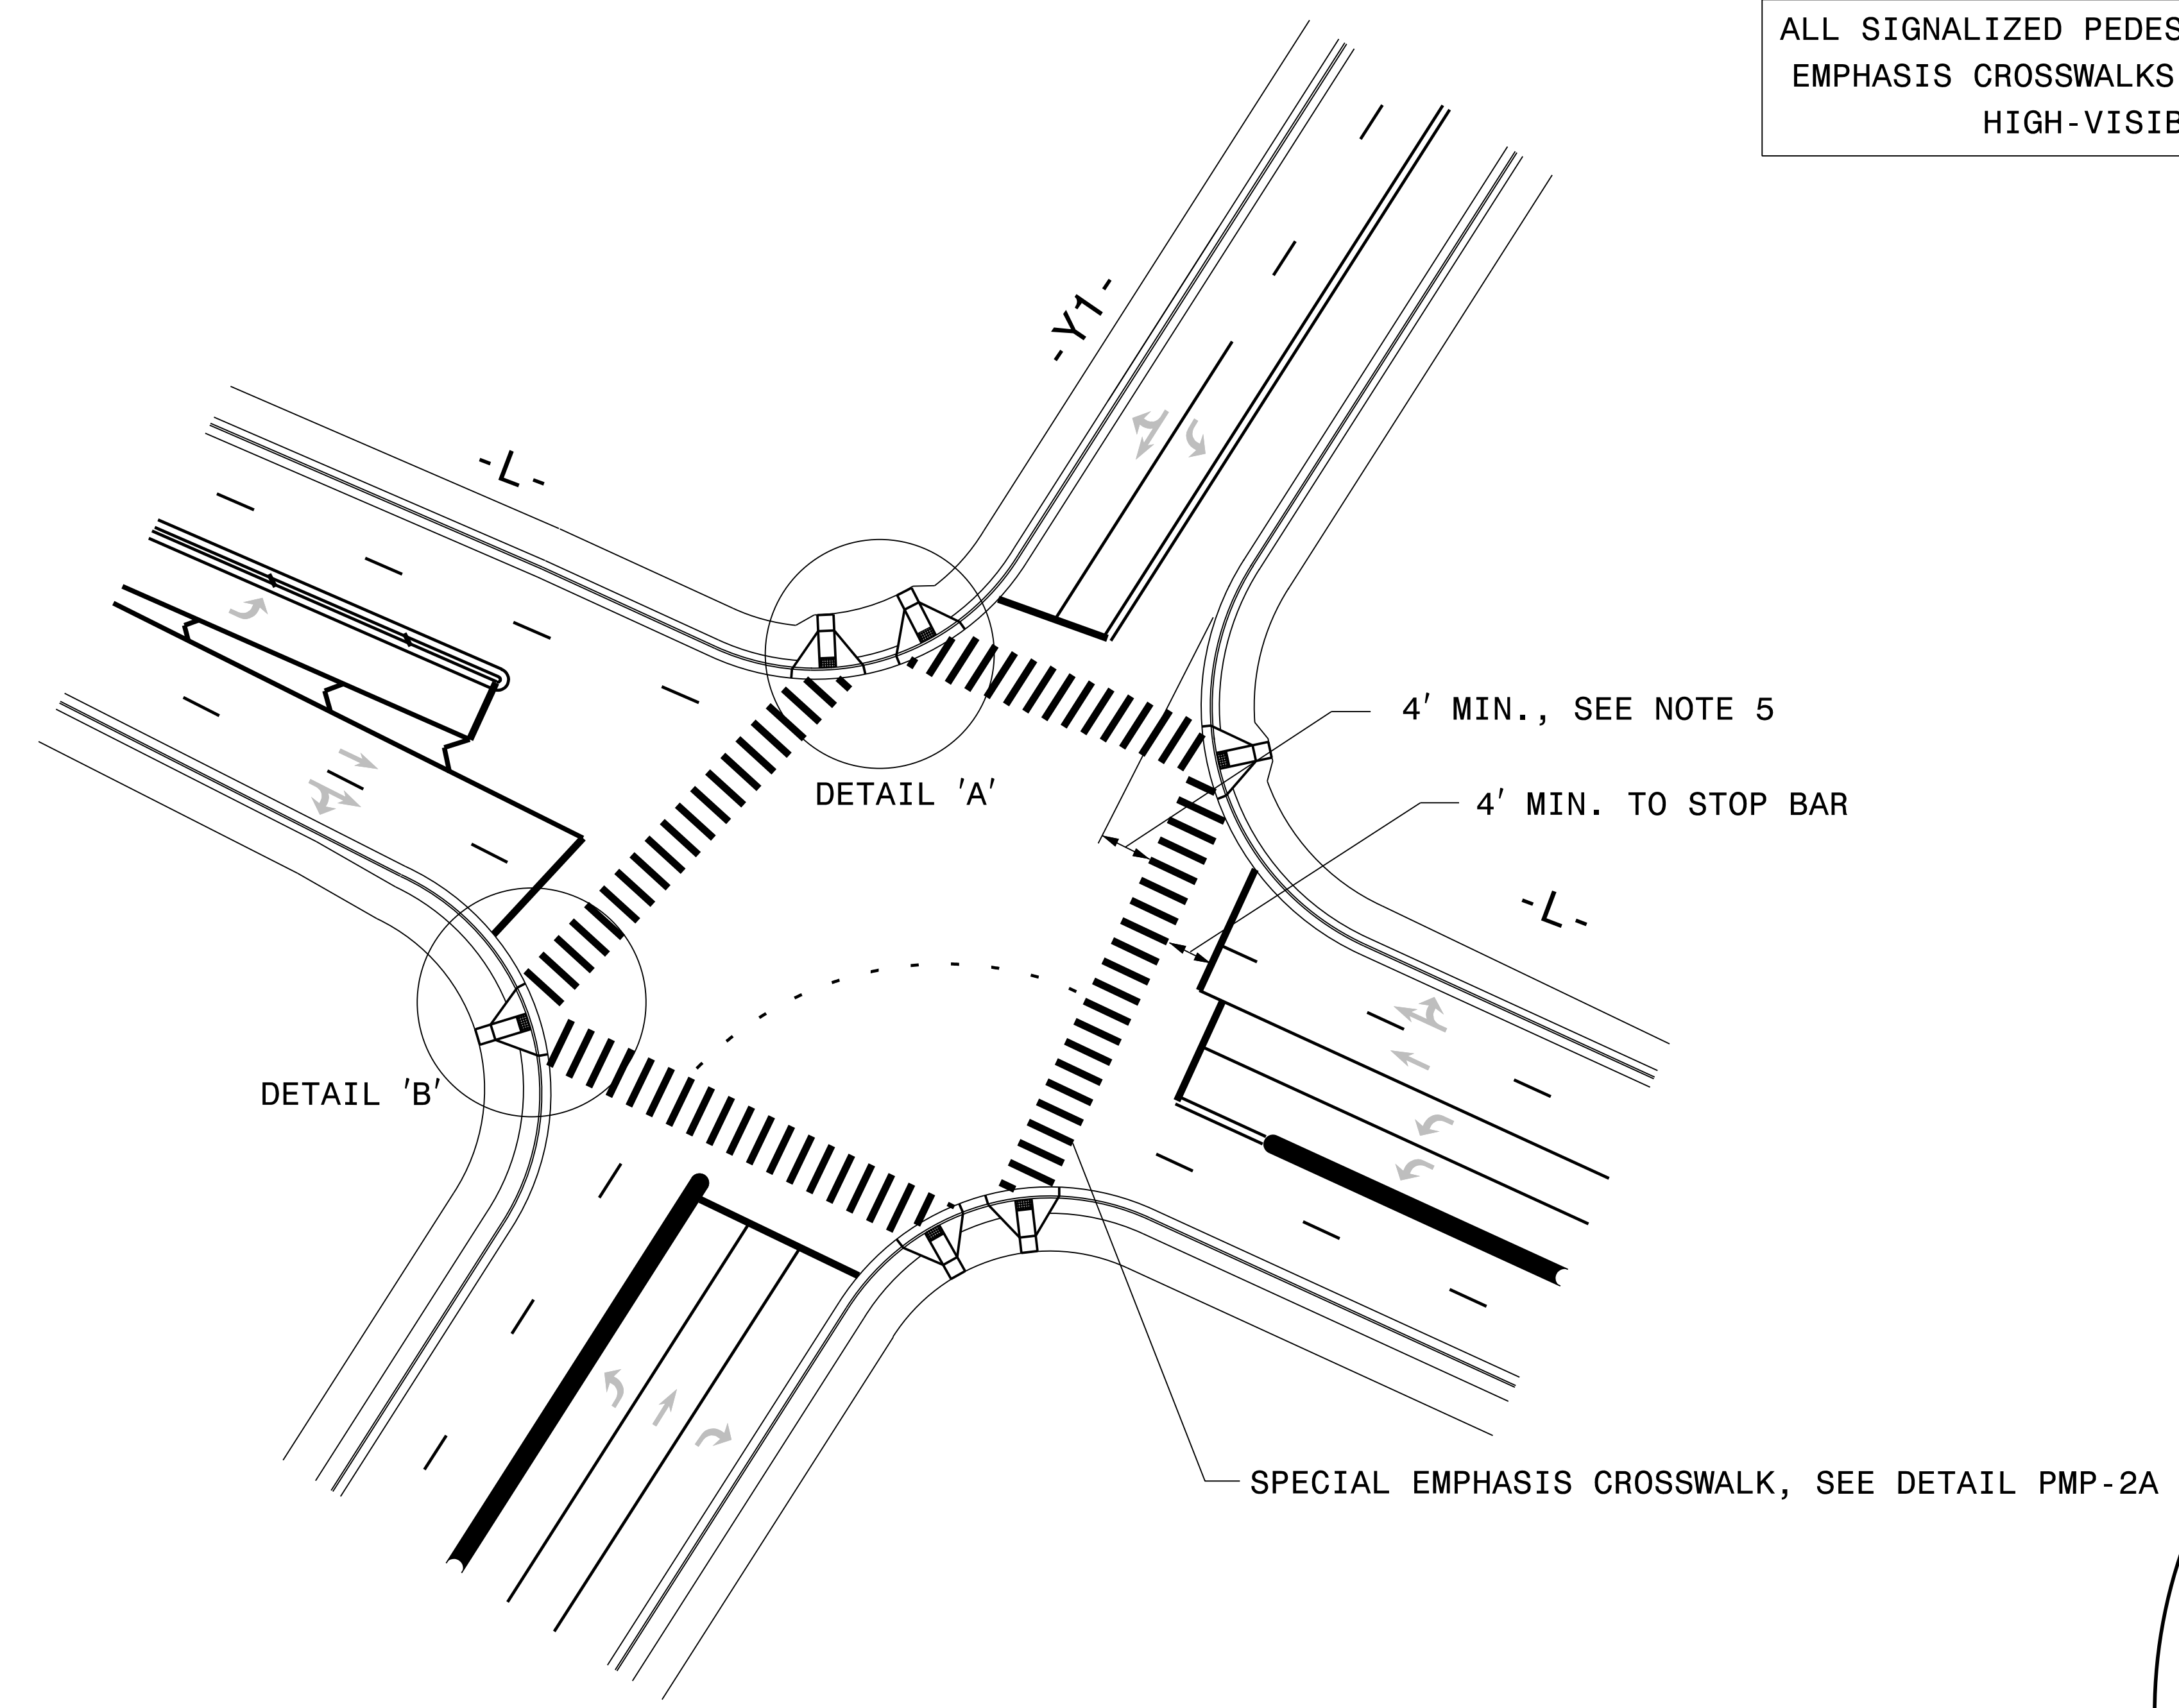 ALL SIGNALIZED PEDES
EMPHASIS CROSSWALKS
HIGH-VISIB
-Y1-
-L-
4' MIN., SEE NOTE 5
DETAIL 'A'
4' MIN. TO STOP BAR
-L-
DETAIL 'B'
SPECIAL EMPHASIS CROSSWALK, SEE DETAIL PMP-2A